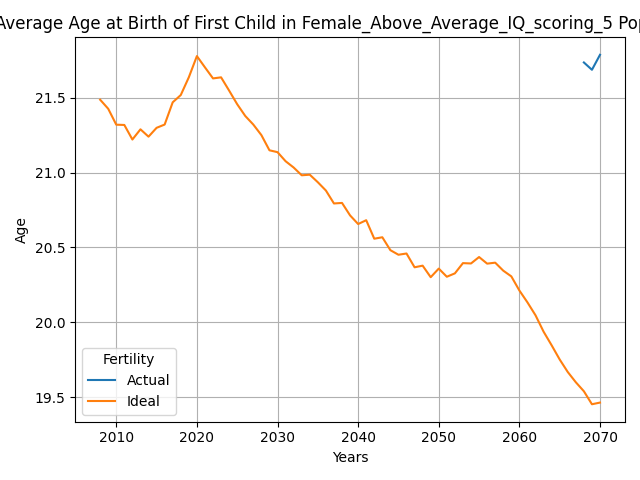 Average Age at Birth of First Child in Female_Above_Average_IQ_scoring_5 Pop
21.5
21.0
20.5
20.0
19.5
Age
Fertility
Actual
Ideal
2010 2020 2030 2040 2050 2060 2070
Years